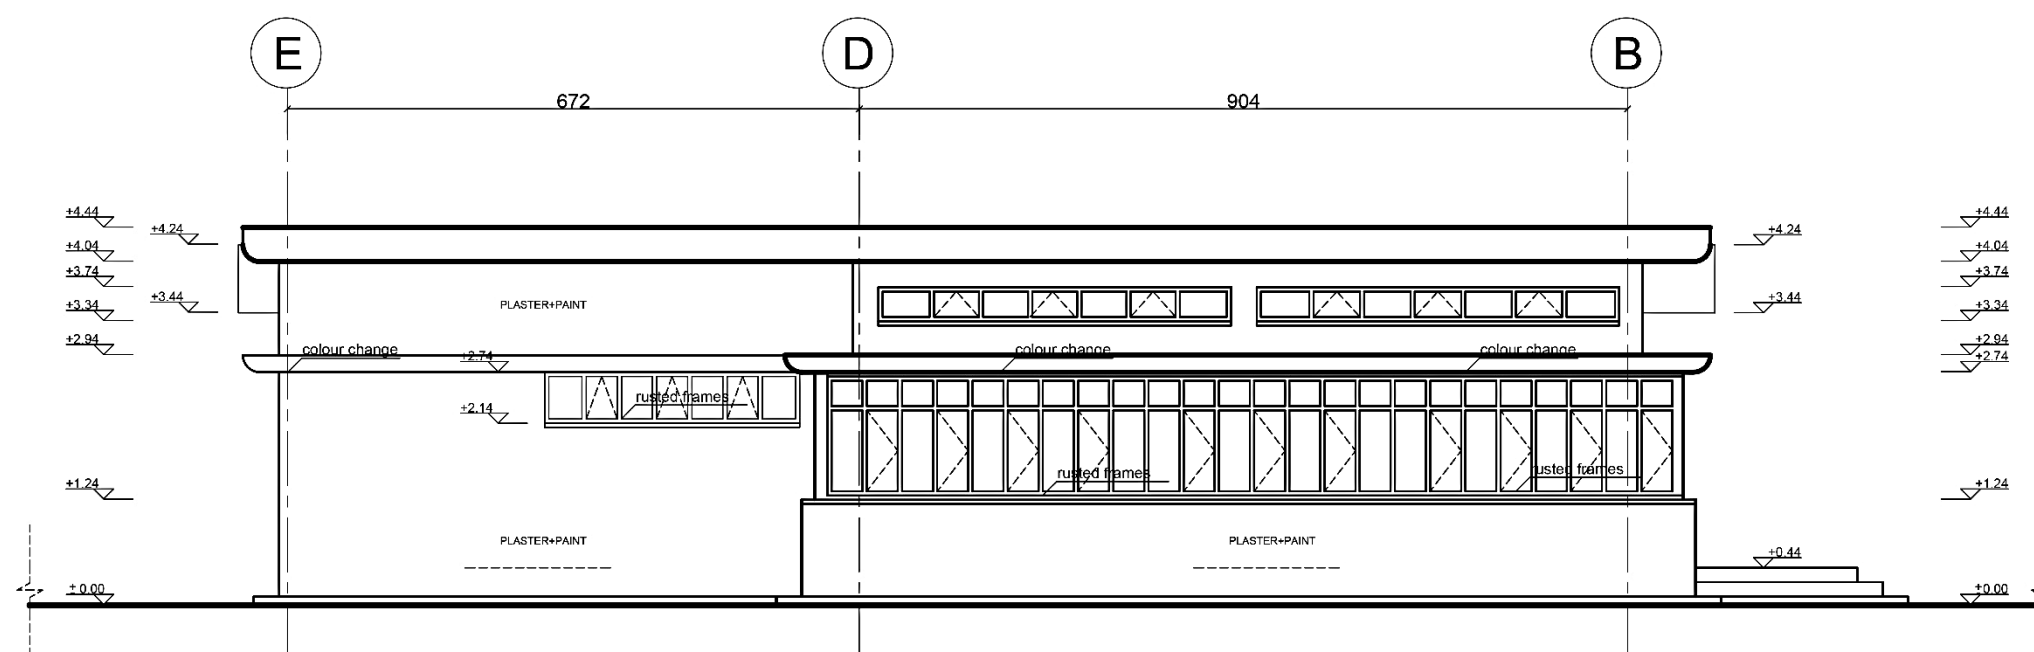 E D B
672 904
+4.44 +4.44
+4.24 +4.24
+4.04 +4.04
+3.74 +3.74
+3.44 PLASTER+PAINT +3.44
+3.34 +3.34
+2.94 colour change colour change colour change +2.94
+2.74 +2.74
rusted frames
+2.14
rusted frames rusted frames
+1.24 +1.24
PLASTER+PAINT PLASTER+PAINT
+0.44
±0.00 ±0.00